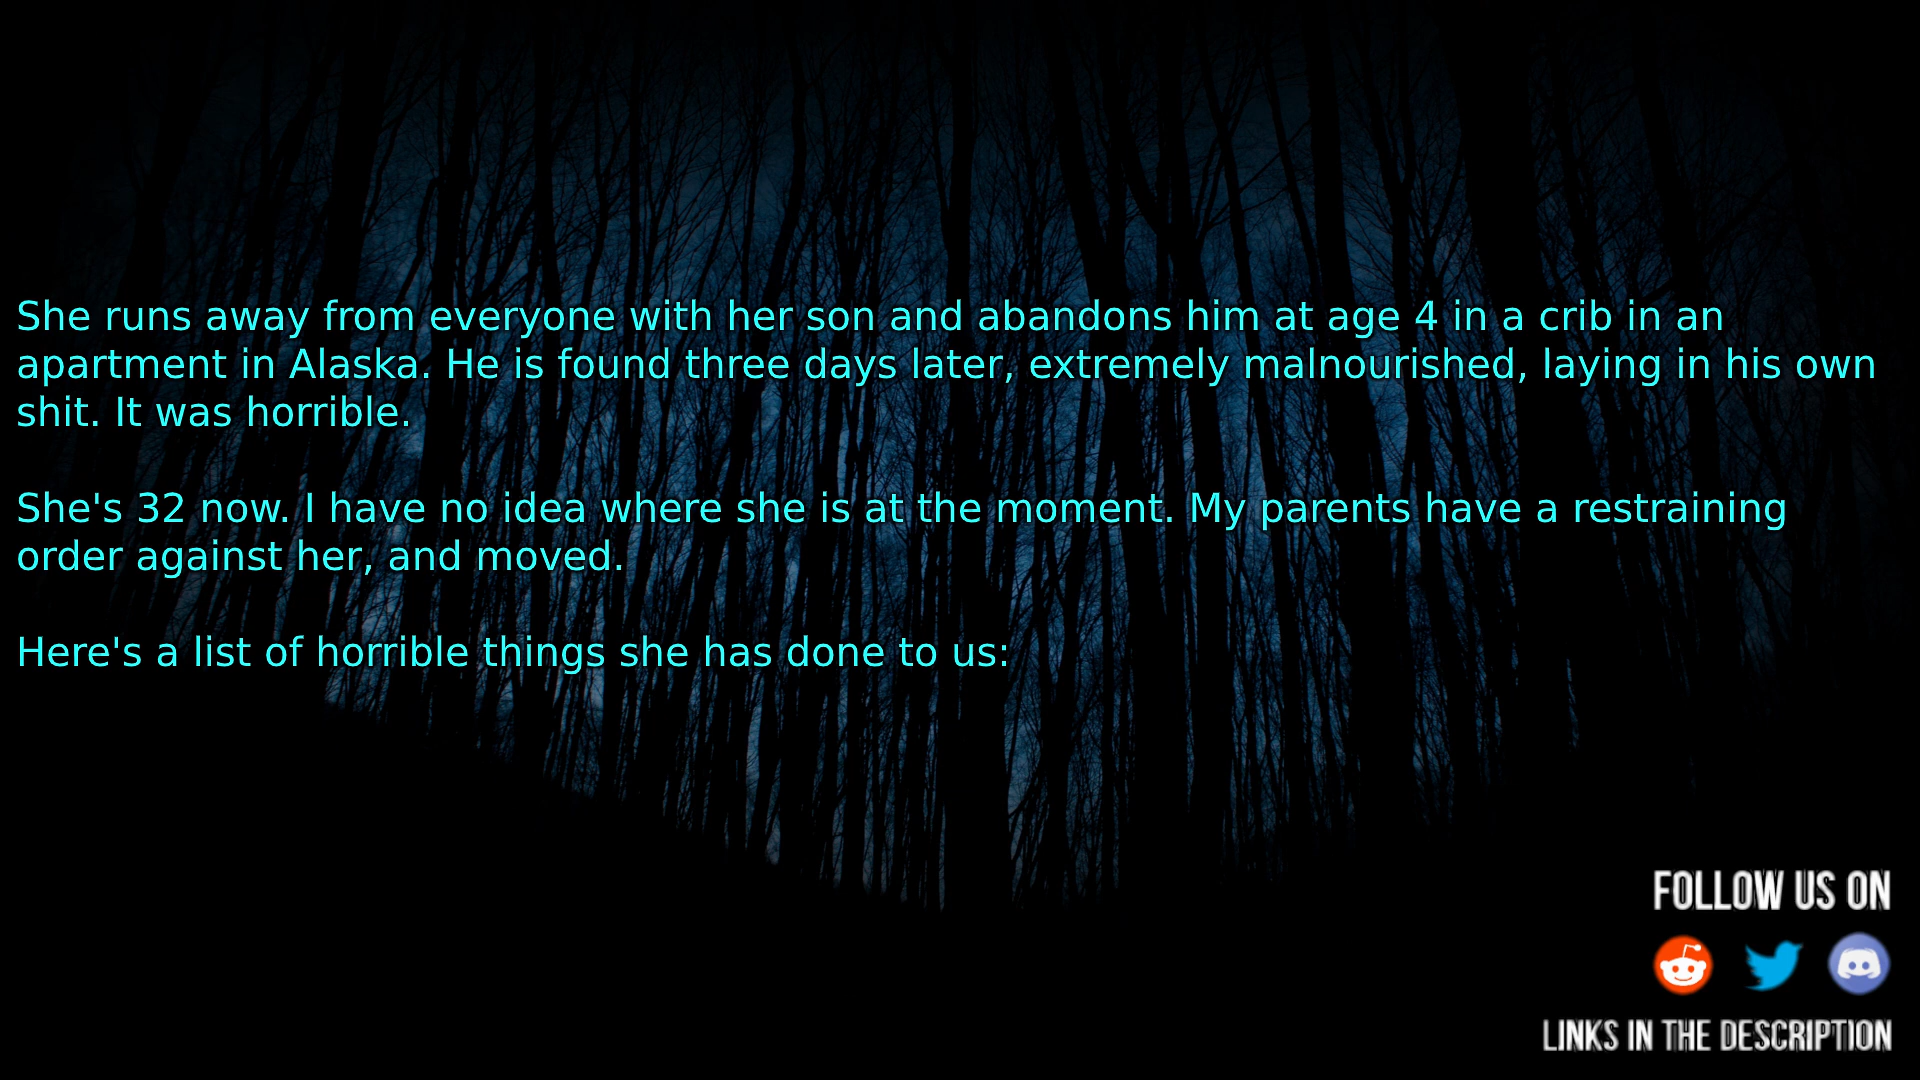 She runs away from everyone with her son and abandons him at age 4 in a crib in an
apartment in Alaska. He is found three days later, extremely malnourished, laying in his own
shit. It was horrible.
She's 32 now. I have no idea where she is at the moment. My parents have a restraining
order against her, and moved.
Here's a list of horrible things she has done to us:
FOLLOW US ON
LINKS IN THE DESCRIPTION